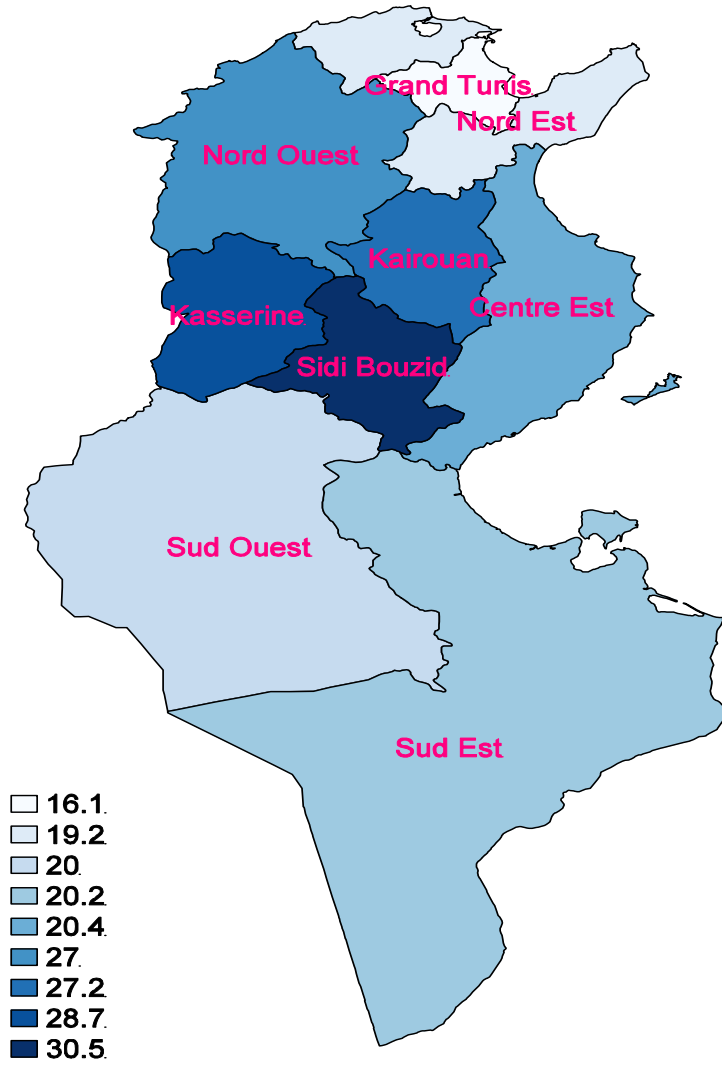 Grand Tunis
Nord Est
Nord Ouest
Kairouan
Kasserine
Centre Est
Sidi Bouzid
Sud Ouest
Sud Est
16.1
19.2
20
20.2
20.4
27
27.2
28.7
30.5